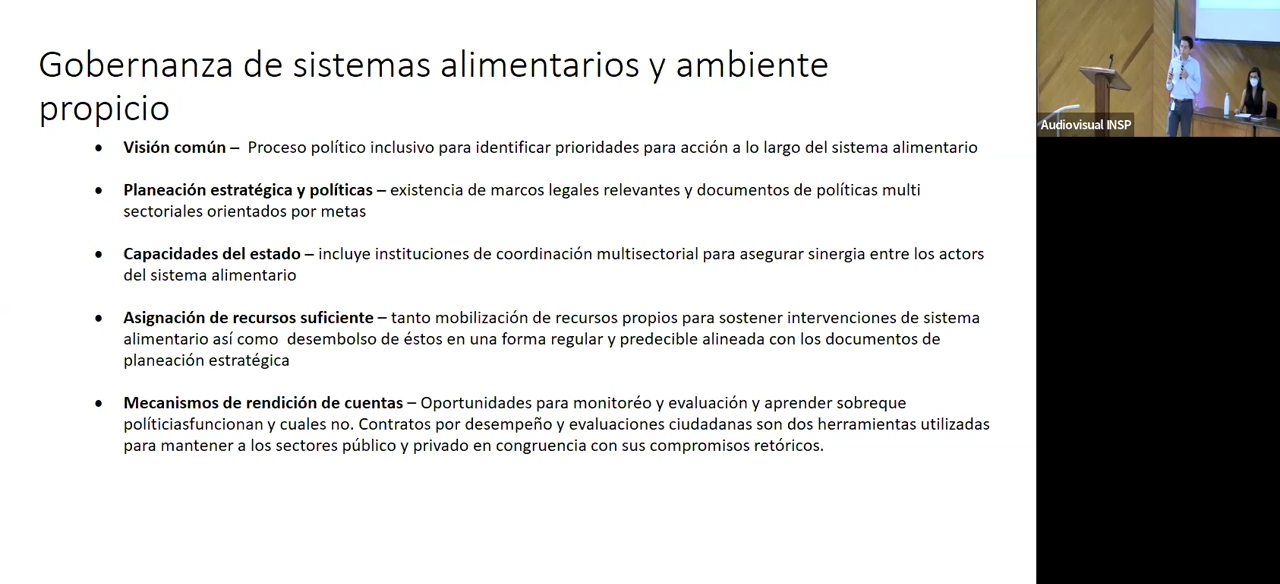 Gobernanza de sistemas alimentarios y ambiente
propicio
• Visión común – Proceso político inclusivo para identificar prioridades para acción a lo largo del sistema alimentario
• Planeación estratégica y políticas – existencia de marcos legales relevantes y documentos de políticas multi
sectoriales orientados por metas
• Capacidades del estado – incluye instituciones de coordinación multisectorial para asegurar sinergia entre los actors
del sistema alimentario
• Asignación de recursos suficiente – tanto mobilización de recursos propios para sostener intervenciones de sistema
alimentario así como desembolso de éstos en una forma regular y predecible alineada con los documentos de
planeación estratégica
• Mecanismos de rendición de cuentas – Oportunidades para monitoréo y evaluación y aprender sobreque
políticiasfuncionan y cuales no. Contratos por desempeño y evaluaciones ciudadanas son dos herramientas utilizadas
para mantener a los sectores público y privado en congruencia con sus compromisos retóricos.
Audiovisual INSP